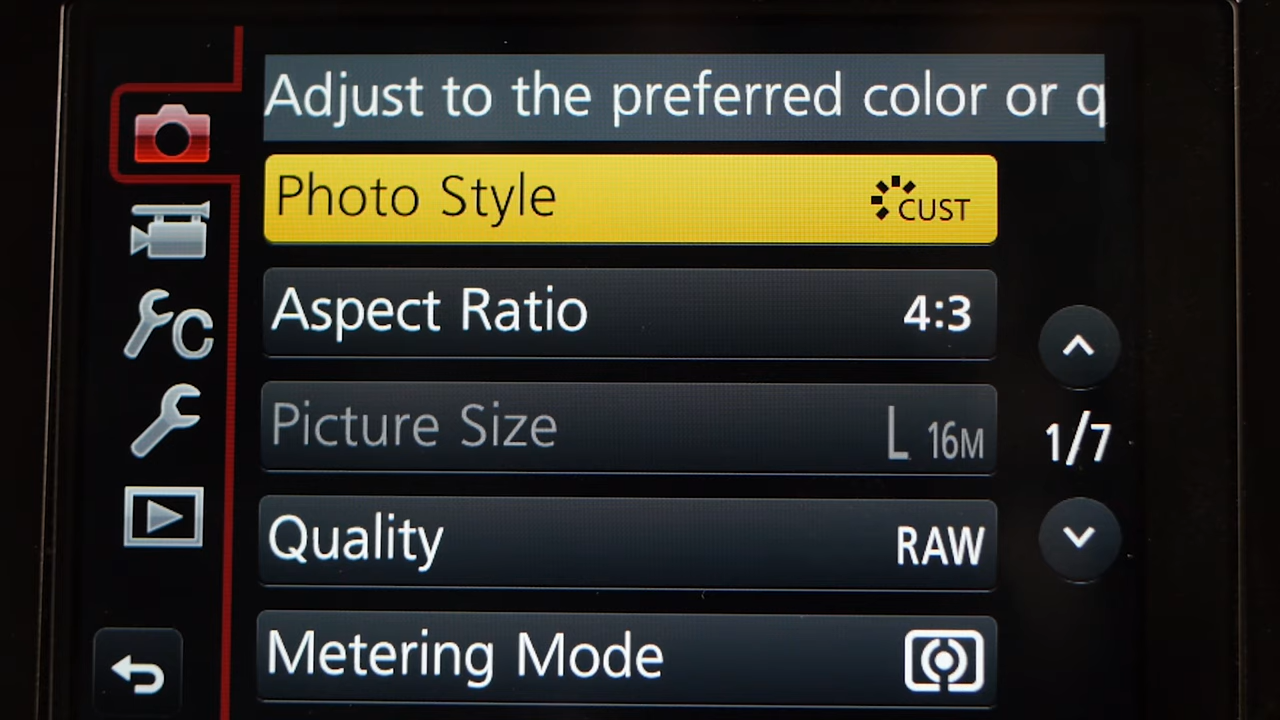 Adjust to the preferred color or q
Photo Style CUST
Aspect Ratio 4:3
Picture Size L 16M
1/7
Quality RAW
Metering Mode
C